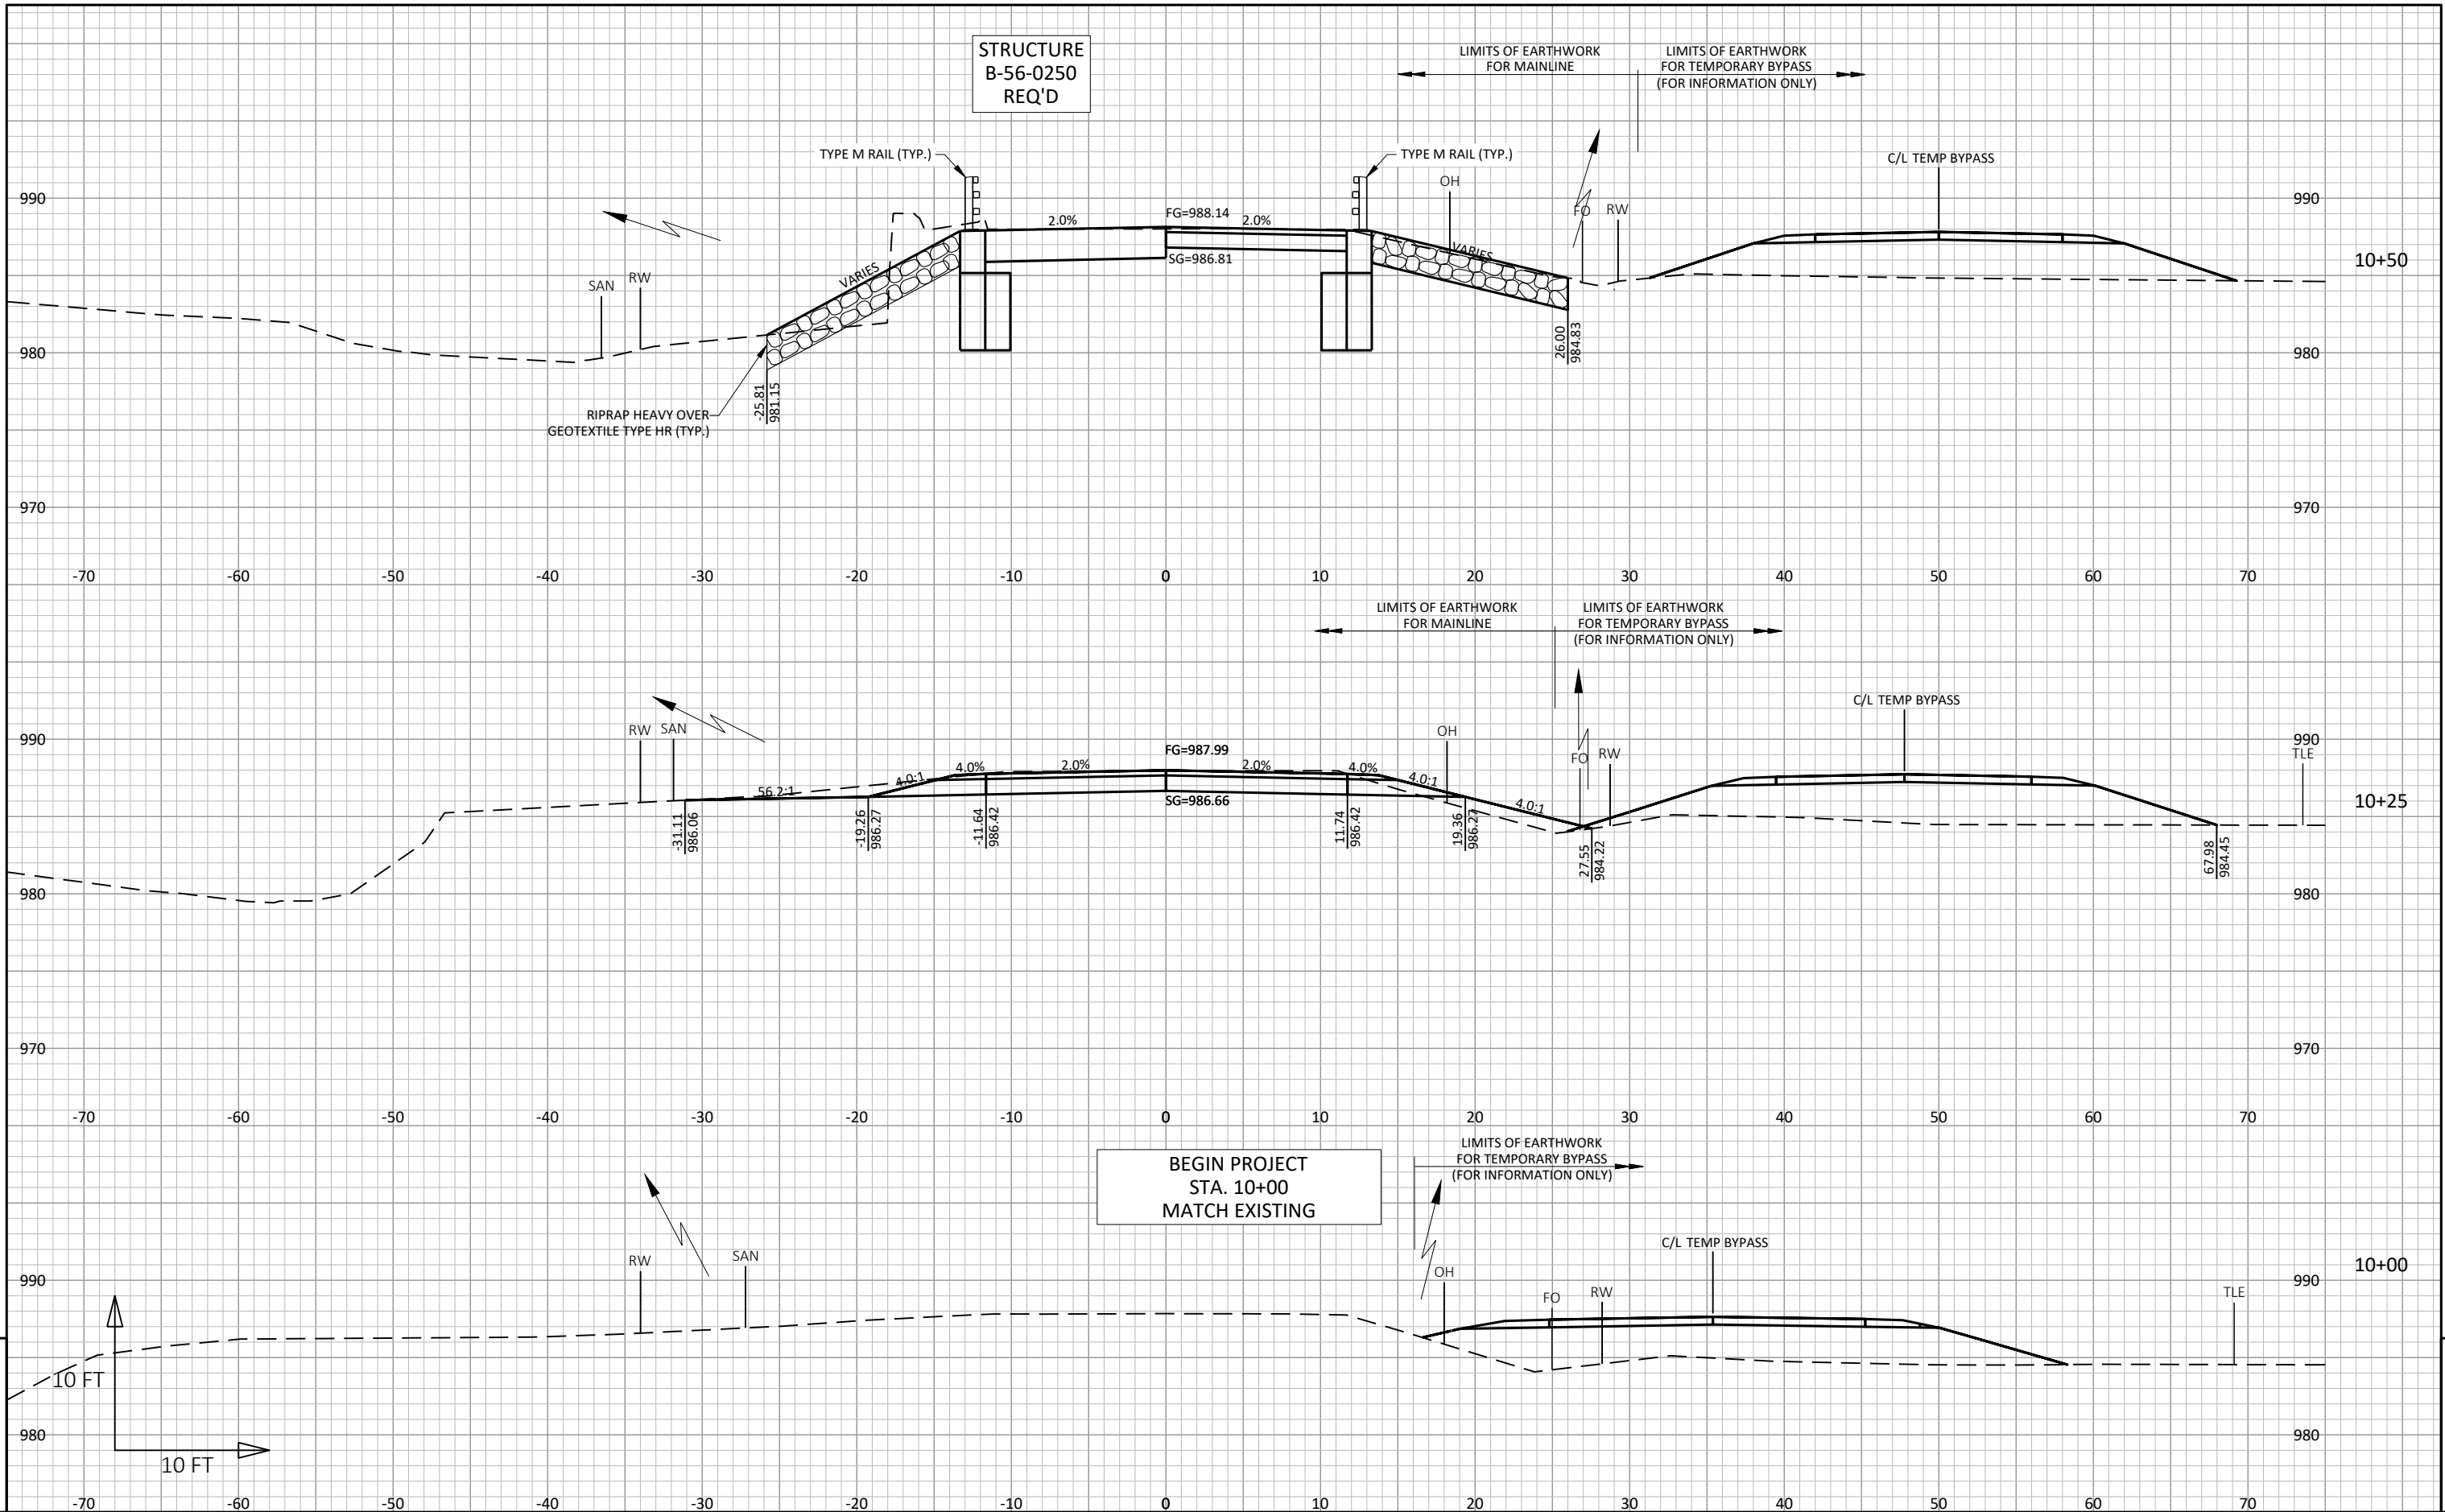 STRUCTURE
B-56-0250
REQ'D
LIMITS OF EARTHWORK
FOR MAINLINE
LIMITS OF EARTHWORK
FOR TEMPORARY BYPASS
(FOR INFORMATION ONLY)
TYPE M RAIL (TYP.)
TYPE M RAIL (TYP.)
C/L TEMP BYPASS
OH
990
FO
RW
990
2.0%
FG=988.14
2.0%
VARIES
VARIES
SG=986.81
10+50
SAN
RW
980
26.00
984.83
980
-25.81
981.15
RIPRAP HEAVY OVER
GEOTEXTILE TYPE HR (TYP.)
970
970
-70 -60 -50 -40 -30 -20 -10 0 10 20 30 40 50 60 70
LIMITS OF EARTHWORK
FOR MAINLINE
LIMITS OF EARTHWORK
FOR TEMPORARY BYPASS
(FOR INFORMATION ONLY)
C/L TEMP BYPASS
RW
SAN
OH
990
FG=987.99
FO
RW
990
TLE
56.2:1
4.0:1
4.0%
2.0%
2.0%
4.0%
4.0:1
4.0:1
SG=986.66
10+25
-31.11
986.06
-19.26
986.27
-11.64
986.42
11.74
986.42
19.36
986.27
27.55
984.22
67.98
984.45
980
980
970
970
-70 -60 -50 -40 -30 -20 -10 0 10 20 30 40 50 60 70
LIMITS OF EARTHWORK
FOR TEMPORARY BYPASS
(FOR INFORMATION ONLY)
BEGIN PROJECT
STA. 10+00
MATCH EXISTING
C/L TEMP BYPASS
RW
SAN
OH
10+00
990
FO
RW
990
TLE
10 FT
980
980
10 FT
-70 -60 -50 -40 -30 -20 -10 0 10 20 30 40 50 60 70